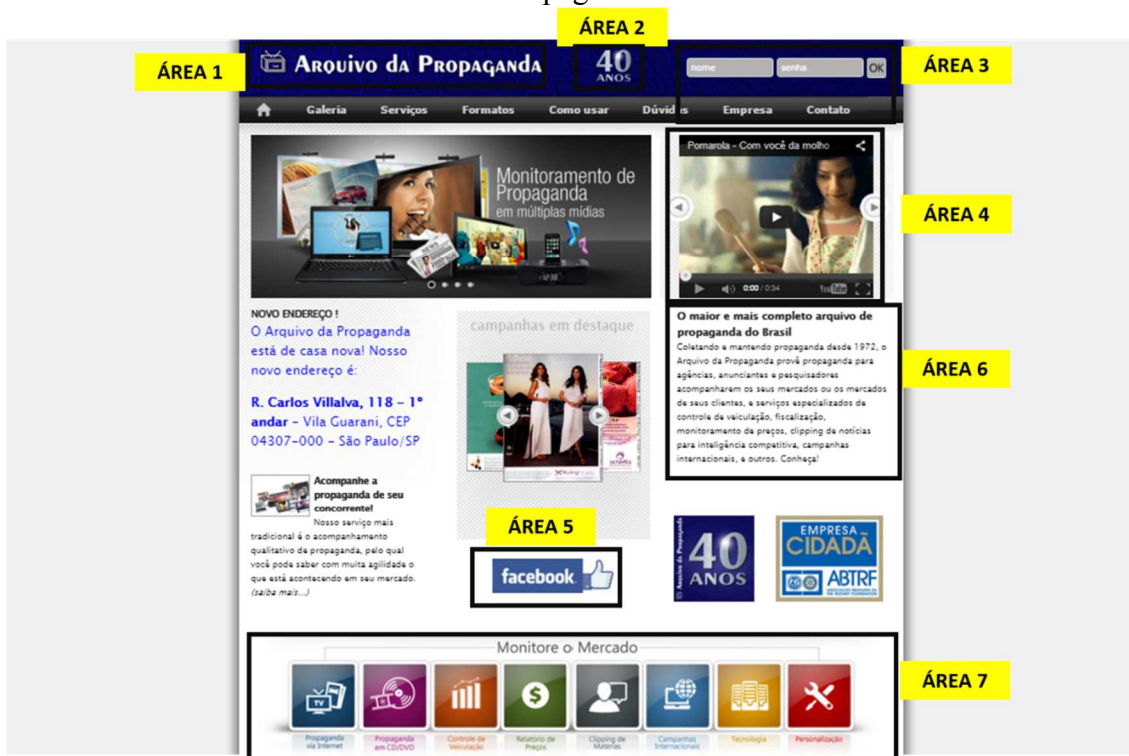 ÁREA 2
ÁREA 1
Arquivo da Propaganda
40
ANOS
nome
senha
OK
ÁREA 3
Galeria
Serviços
Formatos
Como usar
Dúvidas
Empresa
Contato
Monitoramento de
Propaganda
em múltiplas mídias
Pomarola - Com você da molho
0:00 / 0:34
YouTube
ÁREA 4
NOVO ENDEREÇO !
O Arquivo da Propaganda
está de casa nova! Nosso
novo endereço é:
R. Carlos Villalva, 118 – 1º
andar – Vila Guarani, CEP
04307-000 – São Paulo/SP
campanhas em destaque
O maior e mais completo arquivo de
propaganda do Brasil
Coletando e mantendo propaganda desde 1972, o
Arquivo da Propaganda provê propaganda para
agências, anunciantes e pesquisadores
acompanharem os seus mercados ou os mercados
de seus clientes, e serviços especializados de
controle de veiculação, fiscalização,
monitoramento de preços, clipping de notícias
para inteligência competitiva, campanhas
internacionais, e outros. Conheça!
ÁREA 6
Acompanhe a
propaganda de seu
concorrente!
Nosso serviço mais
tradicional é o acompanhamento
qualitativo de propaganda, pelo qual
você pode saber com muita agilidade o
que está acontecendo em seu mercado.
(saiba mais...)
ÁREA 5
facebook
Arquivo da Propaganda
40
ANOS
EMPRESA
CIDADÃ
ABTRF
Monitore o Mercado
TV
Propaganda
via Internet
Propaganda
em CD/DVD
Controle de
Veiculação
Relatório de
Preços
Clipping de
Matérias
Campanhas
Internacionais
Tecnologia
Personalização
ÁREA 7